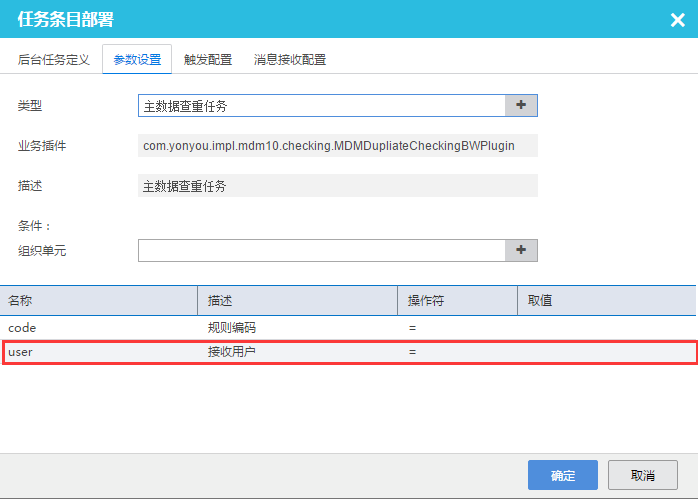 任务条目部署
后台任务定义 参数设置 触发配置 消息接收配置
类型 主数据查重任务
业务插件 com.yonyou.impl.mdm10.checking.MDMDupliateCheckingBWPlugin
描述 主数据查重任务
条件：
组织单元
名称 描述 操作符 取值
code 规则编码 =
user 接收用户 =
确定 取消